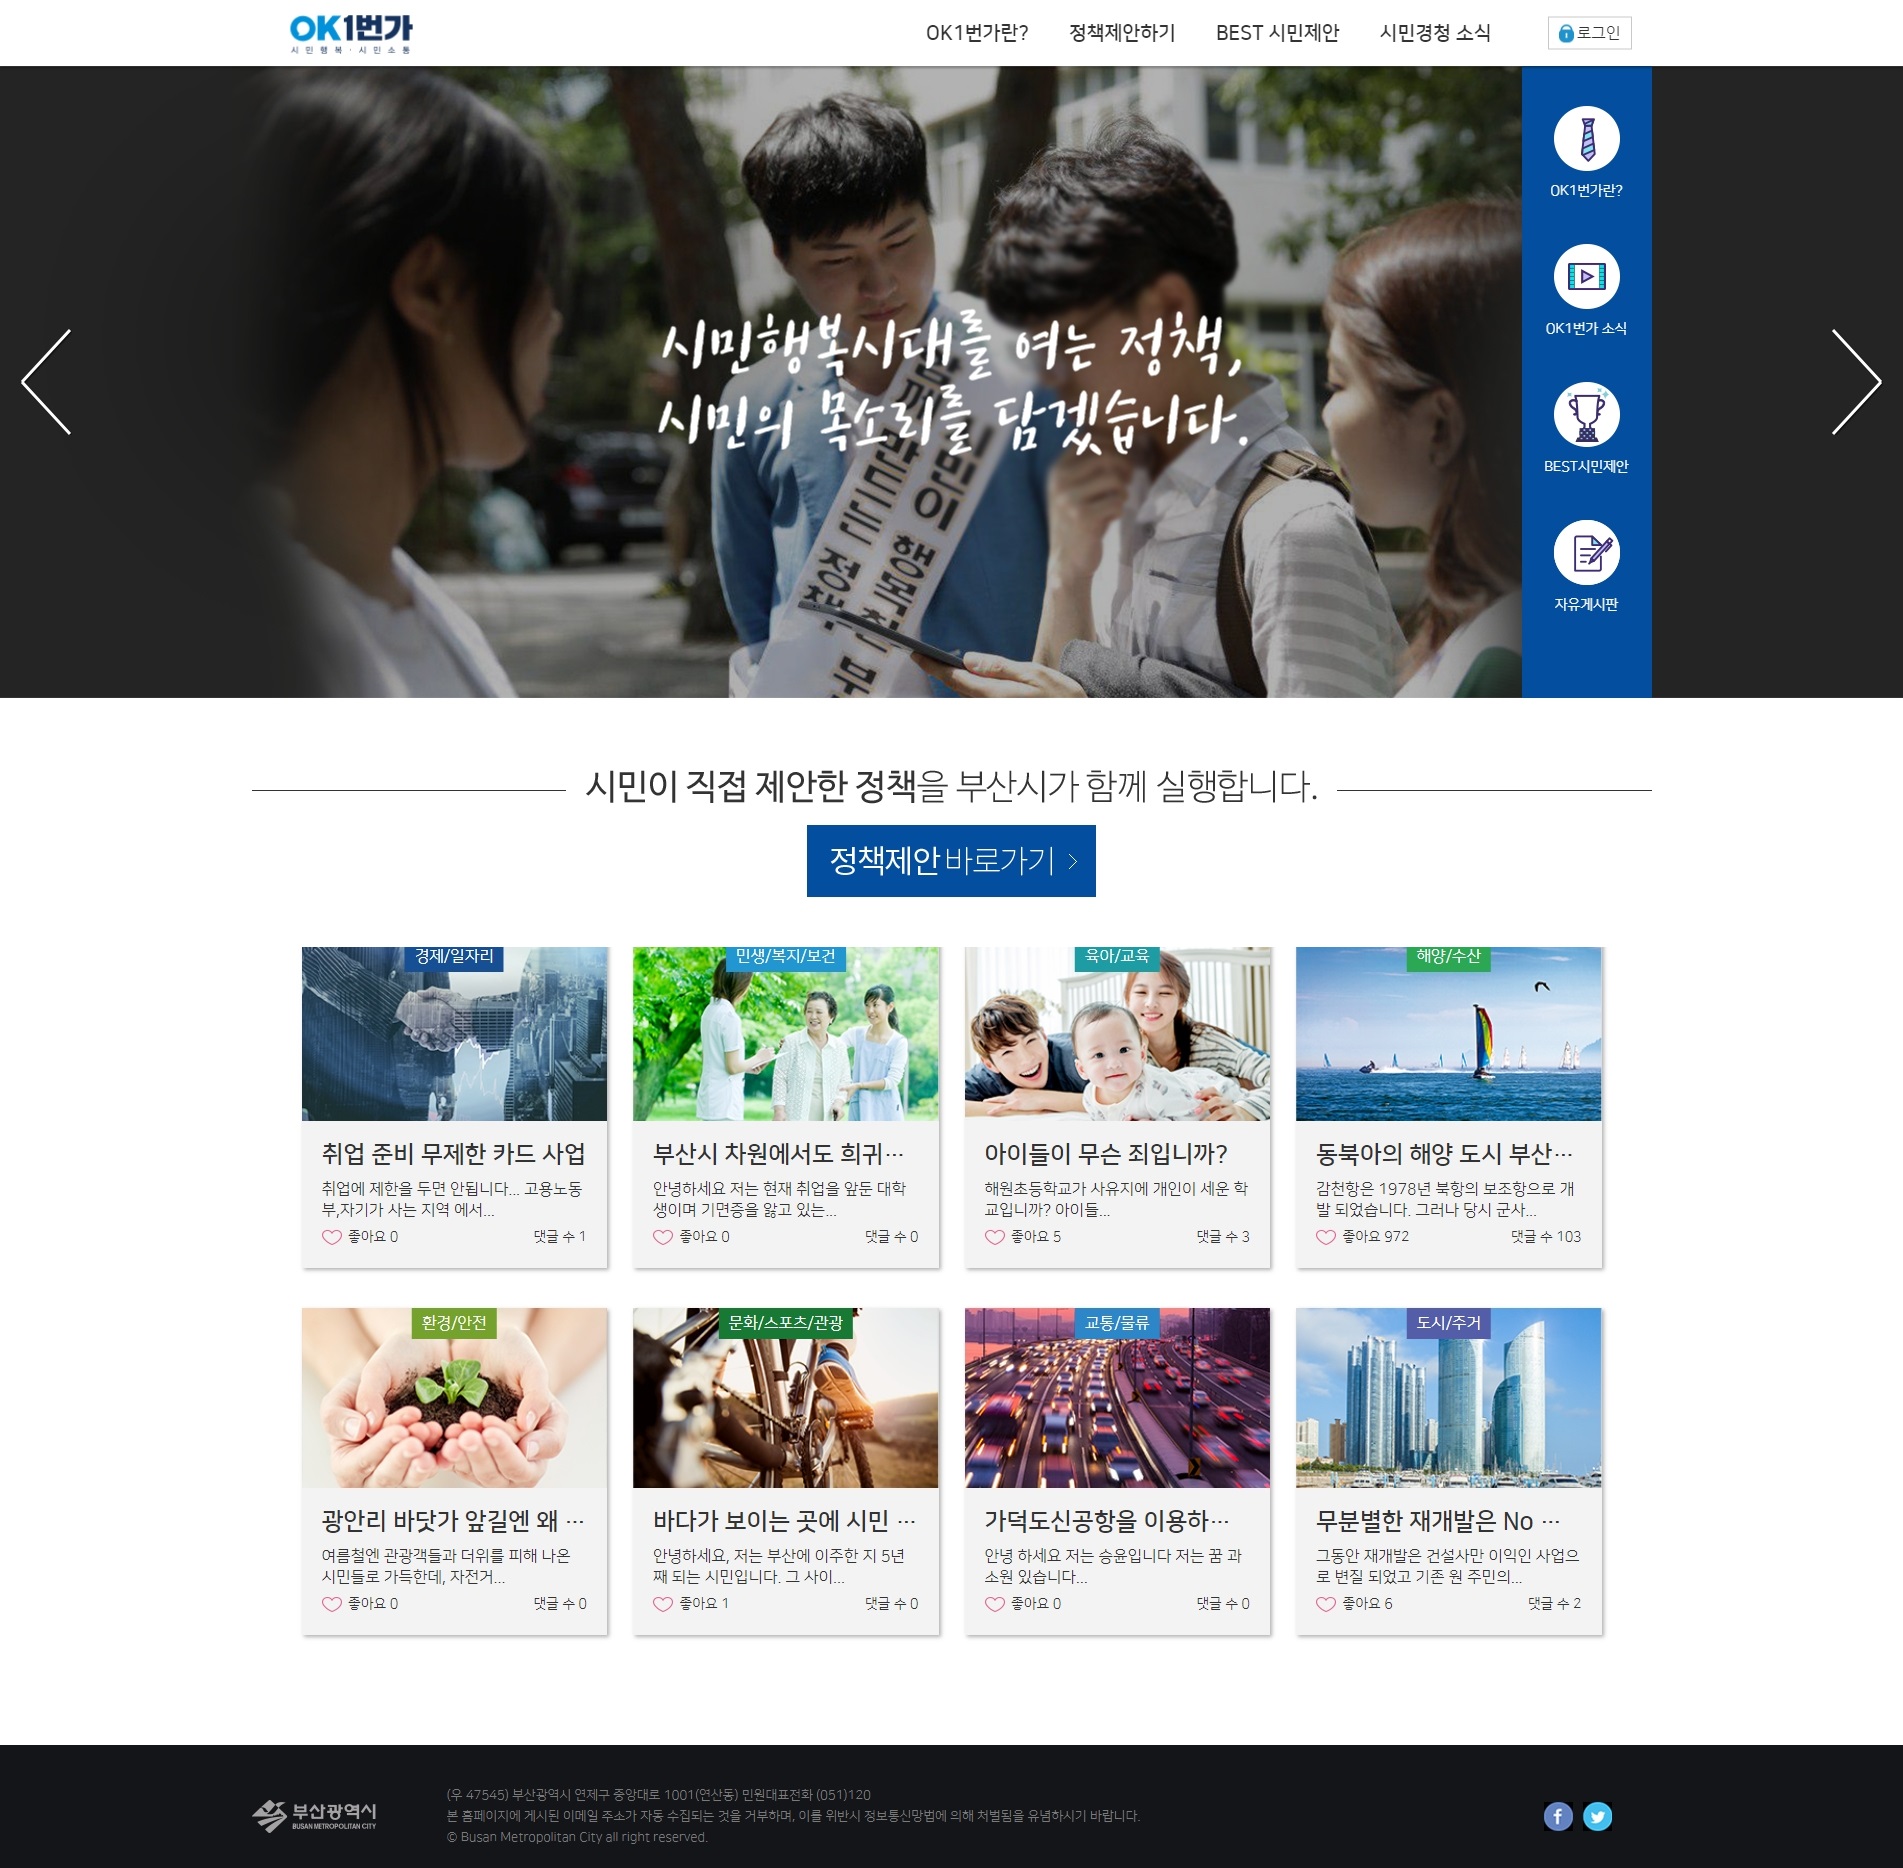 OK1번가
시민행복·시민소통
OK1번가란?
정책제안하기
BEST 시민제안
시민경청 소식
로그인
시민행복시대를 여는 정책,
시민의 목소리를 담겠습니다.
OK1번가란?
OK1번가 소식
BEST시민제안
자유게시판
시민이 직접 제안한 정책을 부산시가 함께 실행합니다.
정책제안 바로가기
경제/일자리
취업 준비 무제한 카드 사업
취업에 제한을 두면 안됩니다... 고용노동
부,자기가 사는 지역 에서...
좋아요 0
댓글 수 1
민생/복지/보건
부산시 차원에서도 희귀…
안녕하세요 저는 현재 취업을 앞둔 대학
생이며 기면증을 앓고 있는...
좋아요 0
댓글 수 0
육아/교육
아이들이 무슨 죄입니까?
해원초등학교가 사유지에 개인이 세운 학
교입니까? 아이들...
좋아요 5
댓글 수 3
해양/수산
동북아의 해양 도시 부산…
감천항은 1978년 북항의 보조항으로 개
발 되었습니다. 그러나 당시 군사...
좋아요 972
댓글 수 103
환경/안전
광안리 바닷가 앞길엔 왜 …
여름철엔 관광객들과 더위를 피해 나온
시민들로 가득한데, 자전거...
좋아요 0
댓글 수 0
문화/스포츠/관광
바다가 보이는 곳에 시민 …
안녕하세요, 저는 부산에 이주한 지 5년
째 되는 시민입니다. 그 사이...
좋아요 1
댓글 수 0
교통/물류
가덕도신공항을 이용하…
안녕 하세요 저는 승윤입니다 저는 꿈 과
소원 있습니다...
좋아요 0
댓글 수 0
도시/주거
무분별한 재개발은 No …
그동안 재개발은 건설사만 이익인 사업으
로 변질 되었고 기존 원 주민의...
좋아요 6
댓글 수 2
부산광역시
BUSAN METROPOLITAN CITY
(우 47545) 부산광역시 연제구 중앙대로 1001(연산동) 민원대표전화 (051)120
본 홈페이지에 게시된 이메일 주소가 자동 수집되는 것을 거부하며, 이를 위반시 정보통신망법에 의해 처벌됨을 유념하시기 바랍니다.
© Busan Metropolitan City all right reserved.